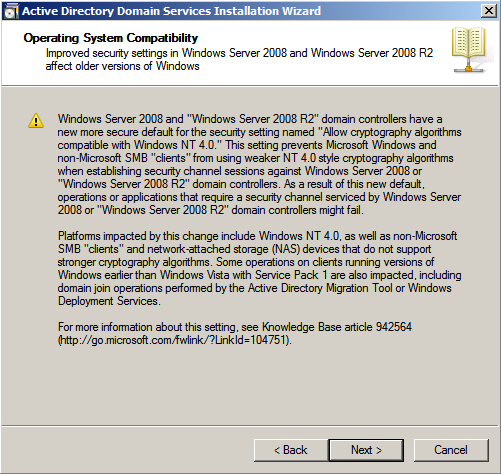 Active Directory Domain Services Installation Wizard
Operating System Compatibility
Improved security settings in Windows Server 2008 and Windows Server 2008 R2
affect older versions of Windows
Windows Server 2008 and "Windows Server 2008 R2" domain controllers have a
new more secure default for the security setting named "Allow cryptography algorithms
compatible with Windows NT 4.0." This setting prevents Microsoft Windows and
non-Microsoft SMB "clients" from using weaker NT 4.0 style cryptography algorithms
when establishing security channel sessions against Windows Server 2008 or
"Windows Server 2008 R2" domain controllers. As a result of this new default,
operations or applications that require a security channel serviced by Windows Server
2008 or "Windows Server 2008 R2" domain controllers might fail.
Platforms impacted by this change include Windows NT 4.0, as well as non-Microsoft
SMB "clients" and network-attached storage (NAS) devices that do not support
stronger cryptography algorithms. Some operations on clients running versions of
Windows earlier than Windows Vista with Service Pack 1 are also impacted, including
domain join operations performed by the Active Directory Migration Tool or Windows
Deployment Services.
For more information about this setting, see Knowledge Base article 942564
(http://go.microsoft.com/fwlink/?LinkId=104751).
< Back Next > Cancel